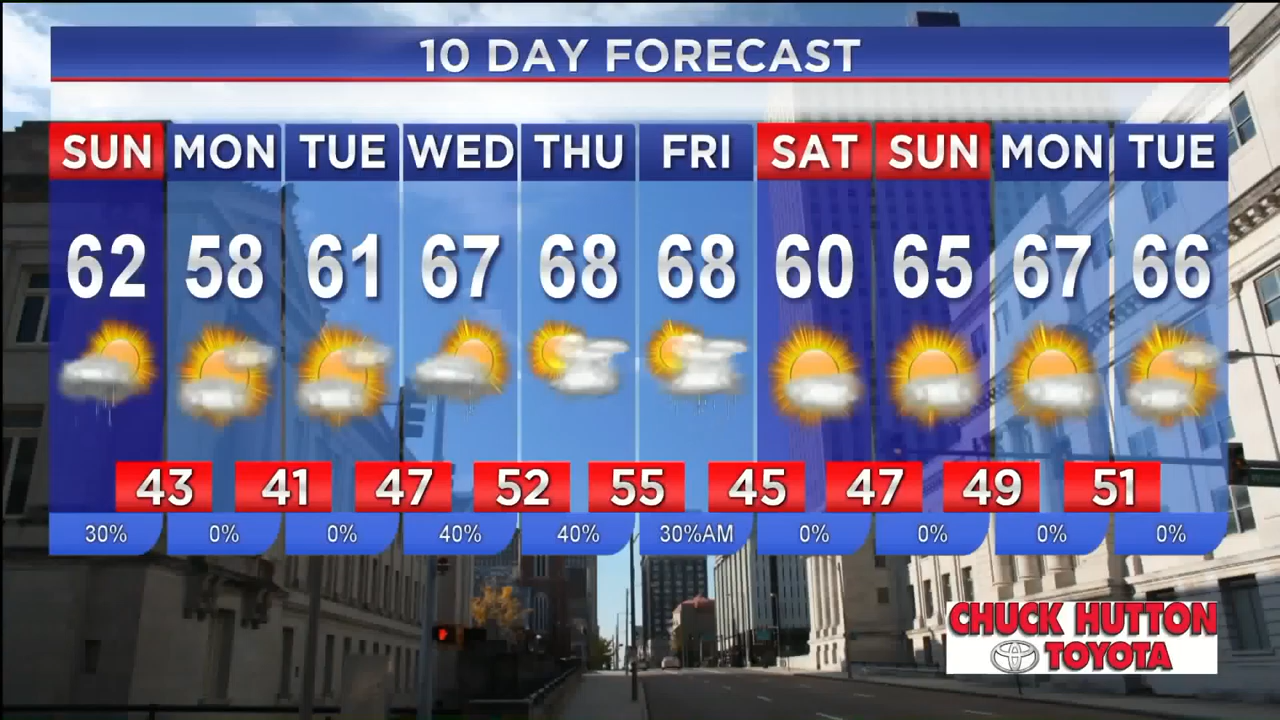 10 DAY FORECAST
SUN MON TUE WED THU FRI SAT SUN MON TUE
62 58 61 67 68 68 60 65 67 66
43 41 47 52 55 45 47 49 51
30% 0% 0% 40% 40% 30%AM 0% 0% 0% 0%
CHUCK HUTTON
TOYOTA